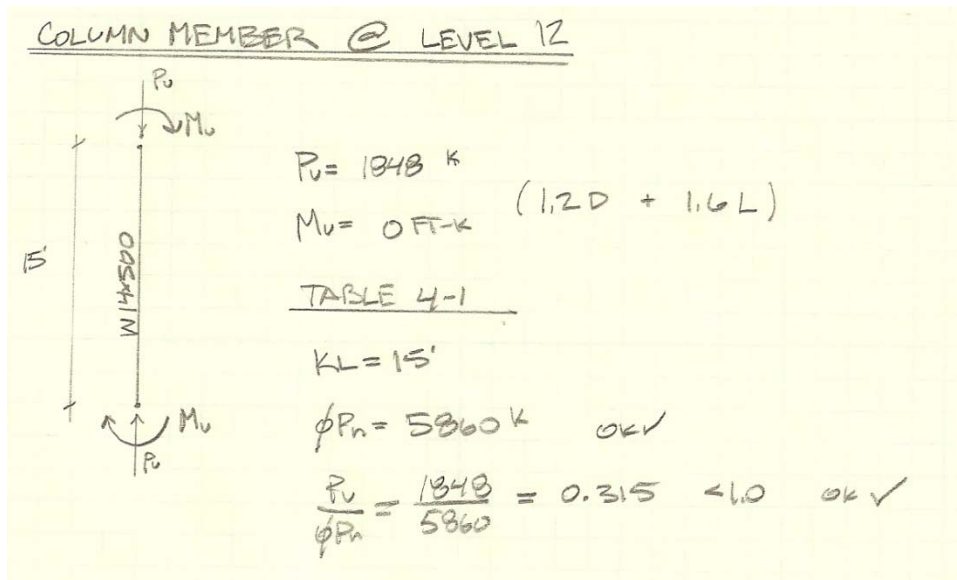 COLUMN MEMBER @ LEVEL 12
Pu
Mu
15'
W14x500
Mu
Pu
Pu = 1848 K
Mu = 0 FT-K
(1.2D + 1.6L)
TABLE 4-1
KL = 15'
φPn = 5860 K OK✓
Pu/φPn = 1848/5860 = 0.315 <1.0 OK ✓